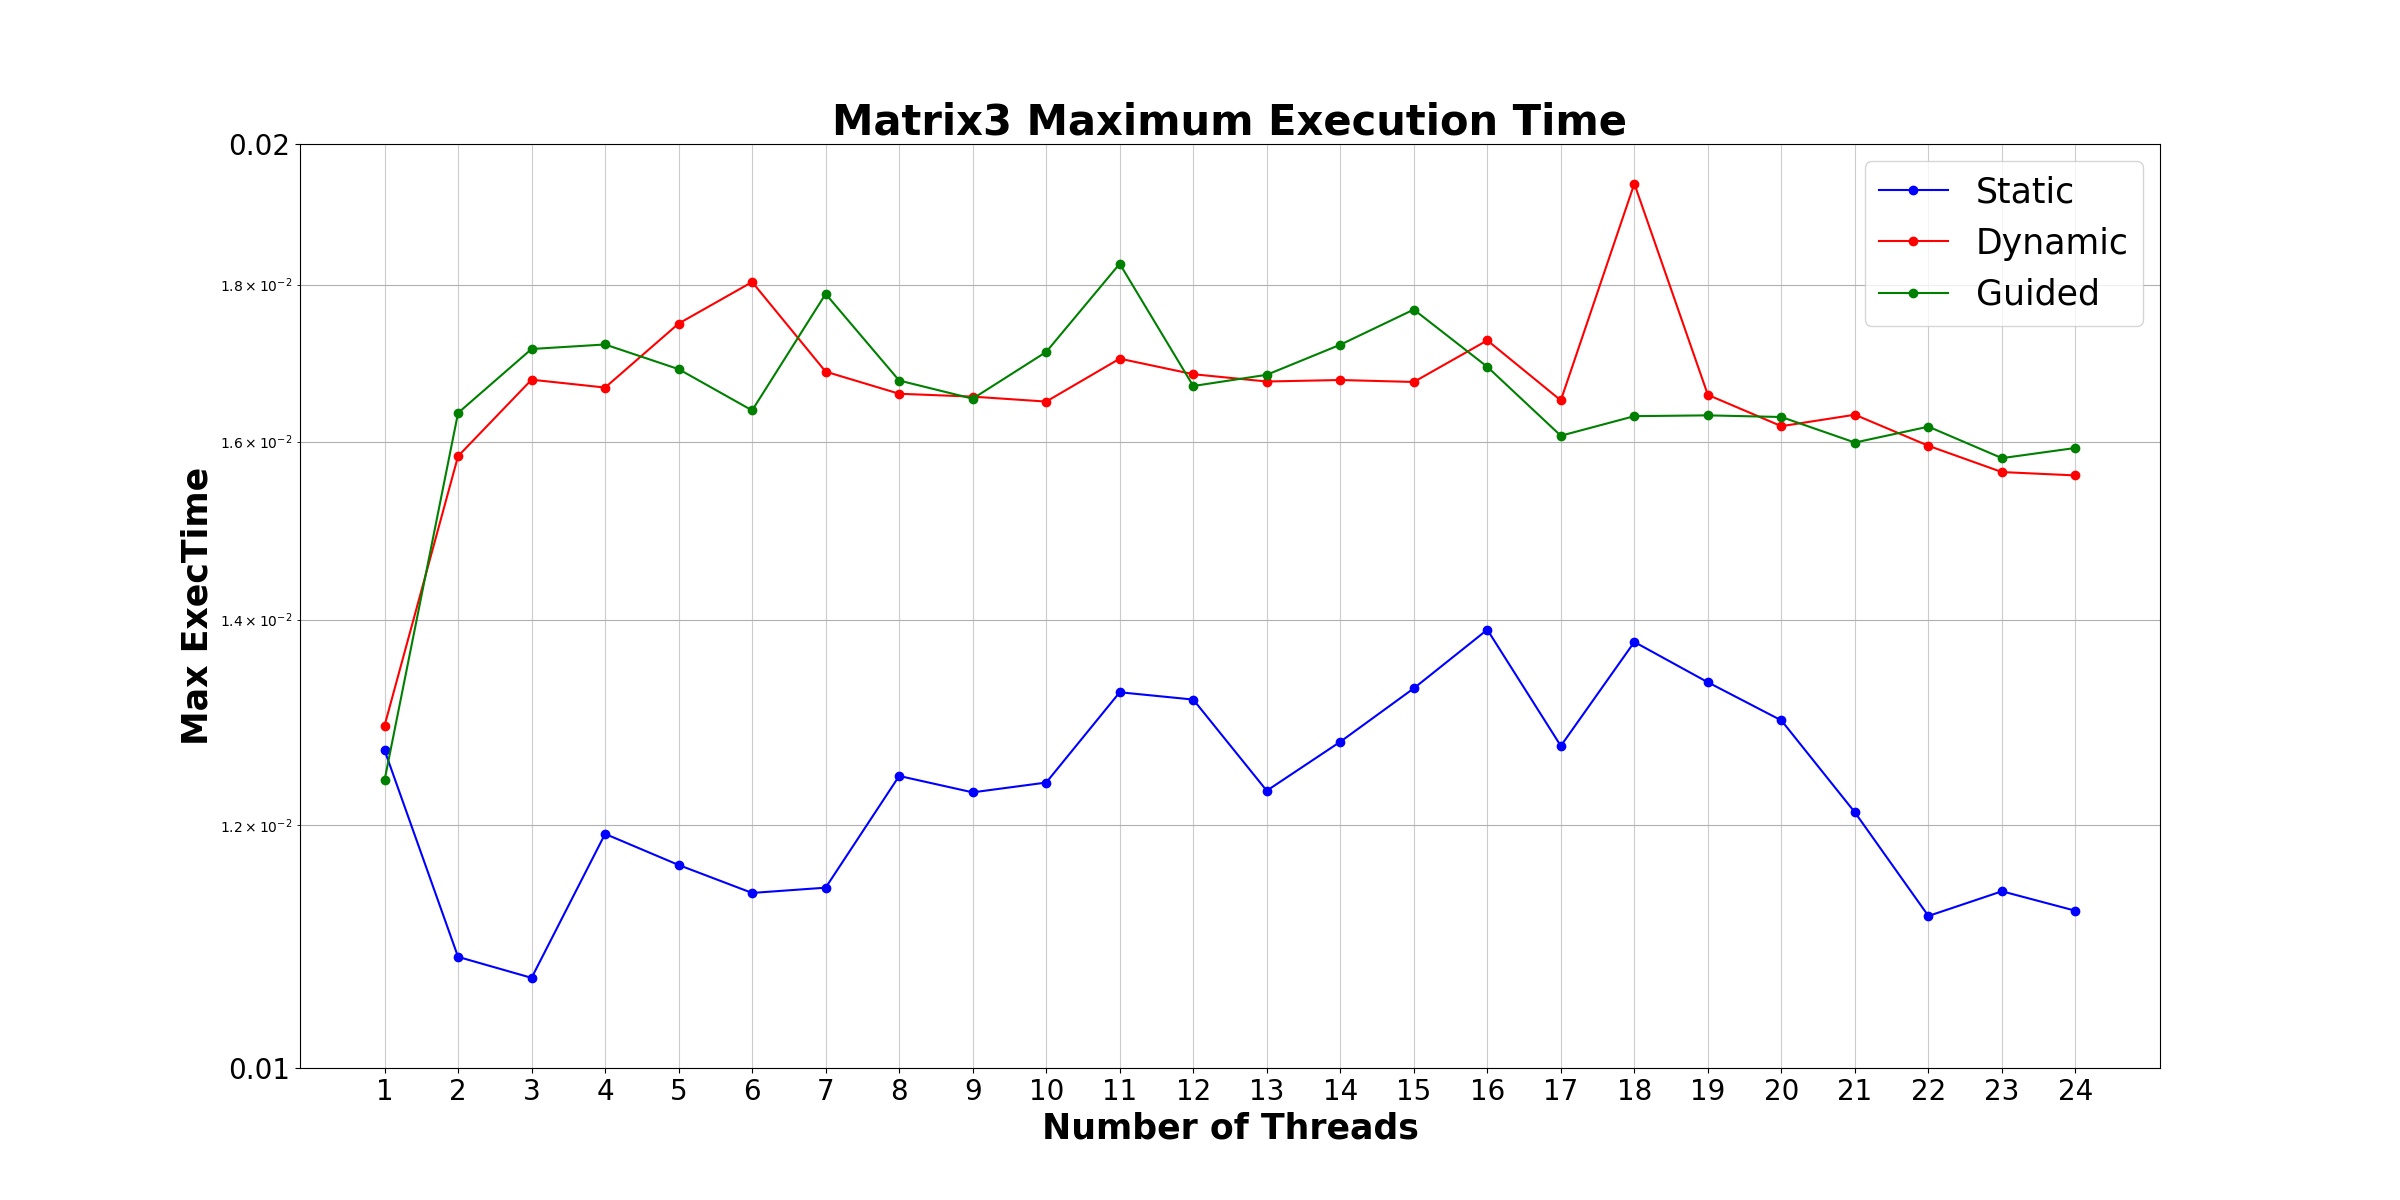 Matrix3 Maximum Execution Time
0.02
1.8 × 10⁻²
1.6 × 10⁻²
1.4 × 10⁻²
1.2 × 10⁻²
0.01
Max ExecTime
Static
Dynamic
Guided
1 2 3 4 5 6 7 8 9 10 11 12 13 14 15 16 17 18 19 20 21 22 23 24
Number of Threads